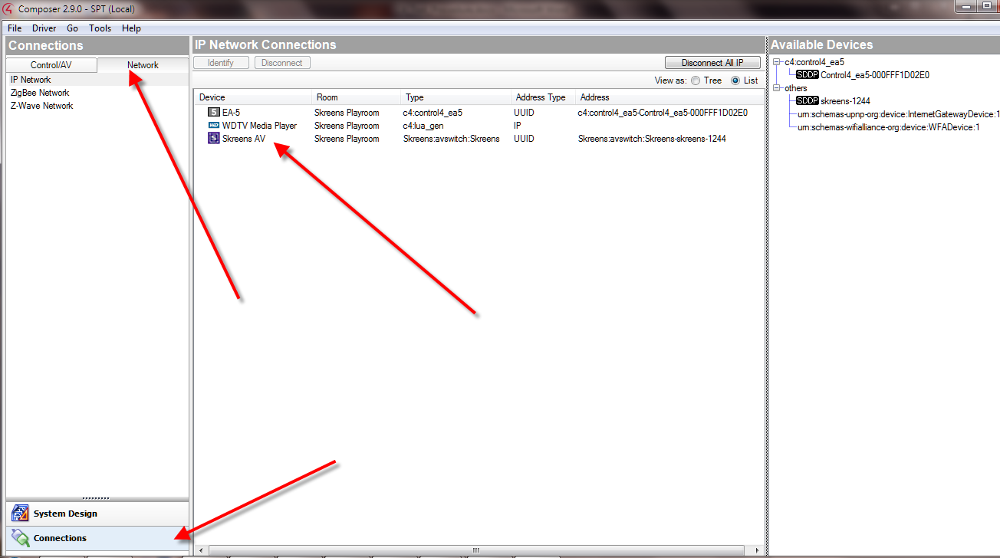 Composer 2.9.0 - SPT (Local)
File Driver Go Tools Help
Connections
Control/AV Network
IP Network
ZigBee Network
Z-Wave Network
System Design
Connections
IP Network Connections
Identify Disconnect Disconnect All IP
View as: Tree List
Device Room Type Address Type Address
5 EA-5 Skreens Playroom c4:control4_ea5 UUID c4:control4_ea5-Control4_ea5-000FFF1D02E0
WD WDTV Media Player Skreens Playroom c4:lua_gen IP
S Skreens AV Skreens Playroom Skreens:avswitch:Skreens UUID Skreens:avswitch:Skreens-skreens-1244
Available Devices
c4:control4_ea5
SDDP Control4_ea5-000FFF1D02E0
others
SDDP skreens-1244
urn:schemas-upnp-org:device:InternetGatewayDevice:1
urn:schemas-wifialliance-org:device:WFADevice:1